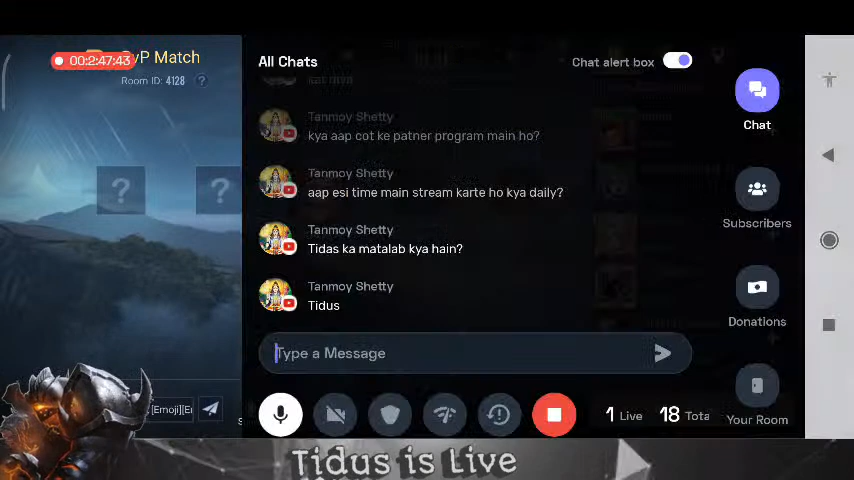 00:2:47:43
PvP Match
Room ID: 4128
?
?
?
All Chats
Chat alert box
Tanmoy Shetty
kya aap cot ke patner program main ho?
Tanmoy Shetty
aap esi time main stream karte ho kya daily?
Tanmoy Shetty
Tidas ka matalab kya hain?
Tanmoy Shetty
Tidus
Type a Message
Chat
Subscribers
Donations
Your Room
[Emoji][E
1 Live
18 Tota
Tidus is Live